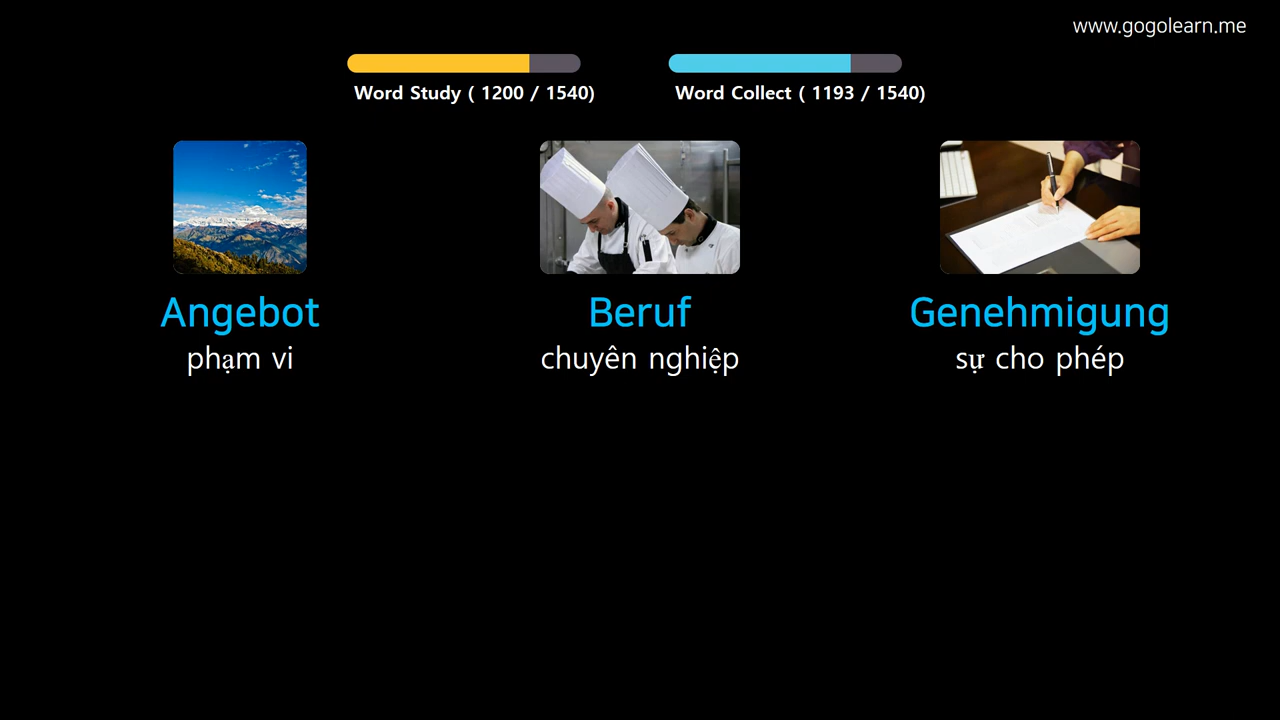 www.gogolearn.me
Word Study ( 1200 / 1540)
Word Collect ( 1193 / 1540)
Angebot
phạm vi
Beruf
chuyên nghiệp
Genehmigung
sự cho phép